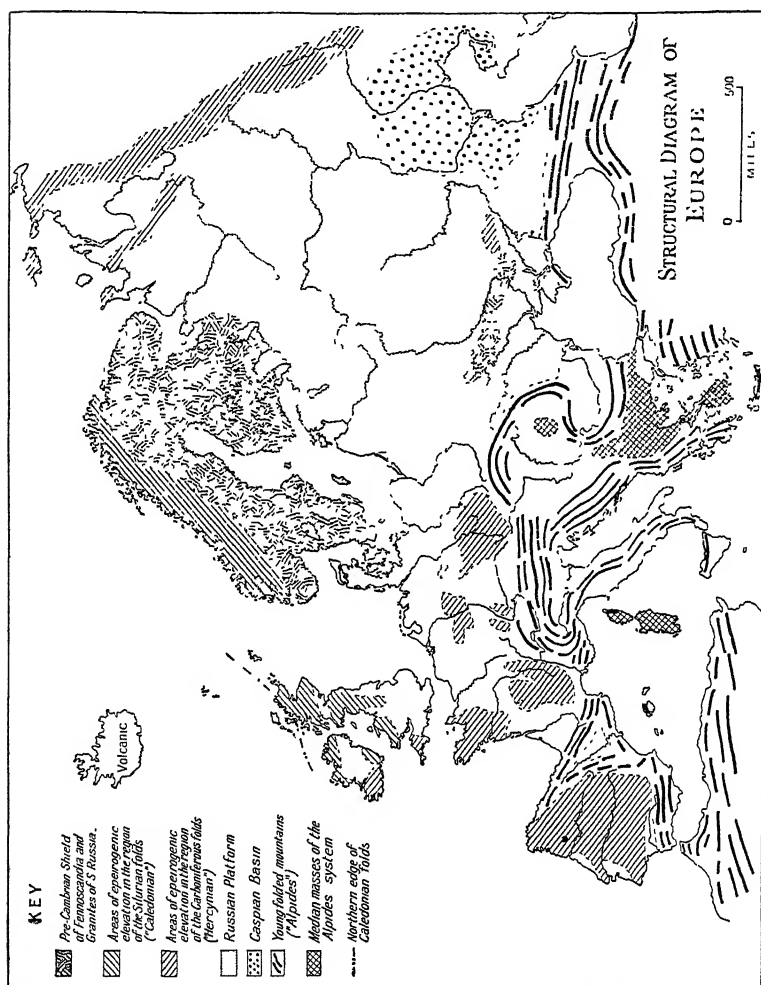 KEY
Pre-Cambrian Shield
of Fennoscandia and
Granites of S. Russia.
Areas of epeirogenic
elevation in the region
of the Silurian folds
("Caledonian")
Areas of epeirogenic
elevation in the region
of the Carboniferous folds
("Hercynian")
Russian Platform
Caspian Basin
Young folded mountains
("Alpides")
Median masses of the
Alpides system
Northern edge of
Caledonian folds
Volcanic
STRUCTURAL DIAGRAM OF
EUROPE
0 500
MILES